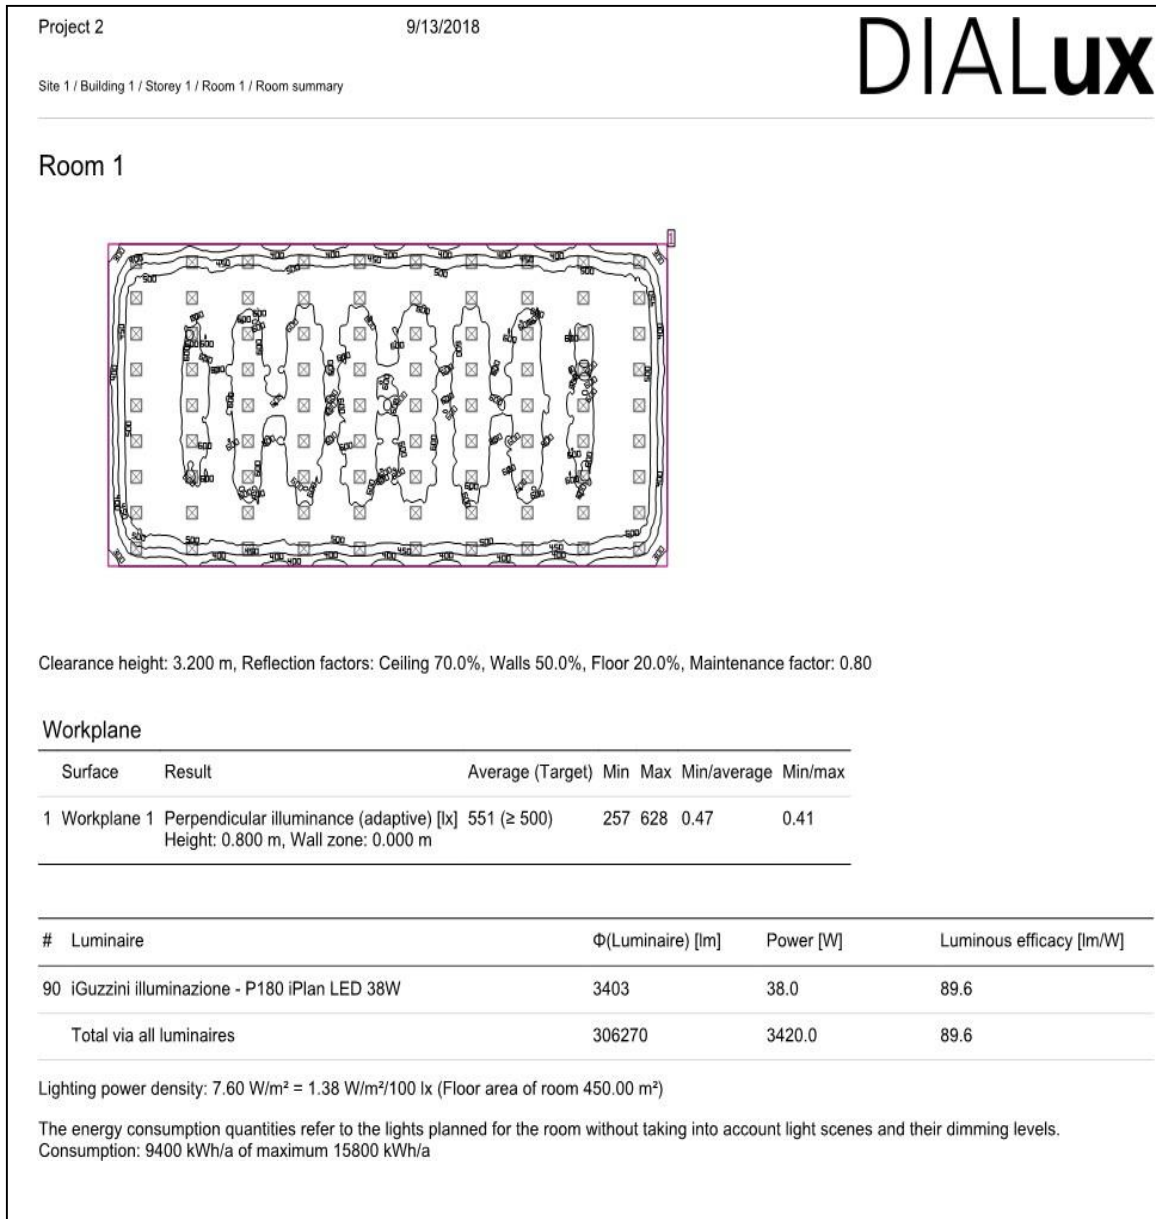 Project 2 9/13/2018 DIALux
Site 1 / Building 1 / Storey 1 / Room 1 / Room summary
Room 1
1
Clearance height: 3.200 m, Reflection factors: Ceiling 70.0%, Walls 50.0%, Floor 20.0%, Maintenance factor: 0.80
Workplane
Surface Result Average (Target) Min Max Min/average Min/max
1 Workplane 1 Perpendicular illuminance (adaptive) [lx] 551 (≥ 500) 257 628 0.47 0.41
Height: 0.800 m, Wall zone: 0.000 m
# Luminaire Φ(Luminaire) [lm] Power [W] Luminous efficacy [lm/W]
90 iGuzzini illuminazione - P180 iPlan LED 38W 3403 38.0 89.6
Total via all luminaires 306270 3420.0 89.6
Lighting power density: 7.60 W/m² = 1.38 W/m²/100 lx (Floor area of room 450.00 m²)
The energy consumption quantities refer to the lights planned for the room without taking into account light scenes and their dimming levels.
Consumption: 9400 kWh/a of maximum 15800 kWh/a